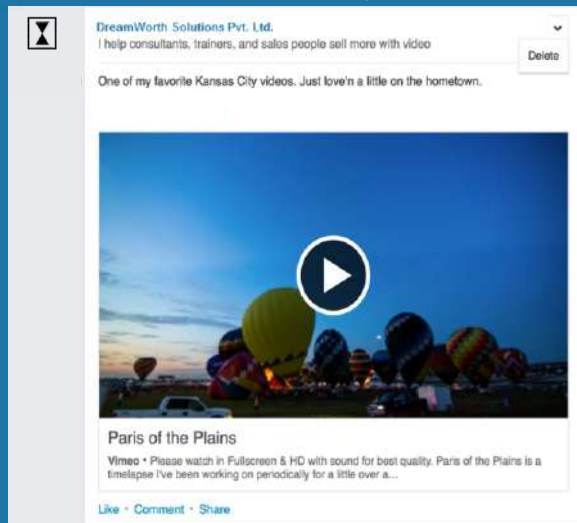 DreamWorth Solutions Pvt. Ltd.
I help consultants, trainers, and sales people sell more with video
Delete
One of my favorite Kansas City videos. Just love'n a little on the hometown.
Paris of the Plains
Vimeo • Please watch in Fullscreen & HD with sound for best quality. Paris of the Plains is a
timelapse I've been working on periodically for a little over a...
Like • Comment • Share